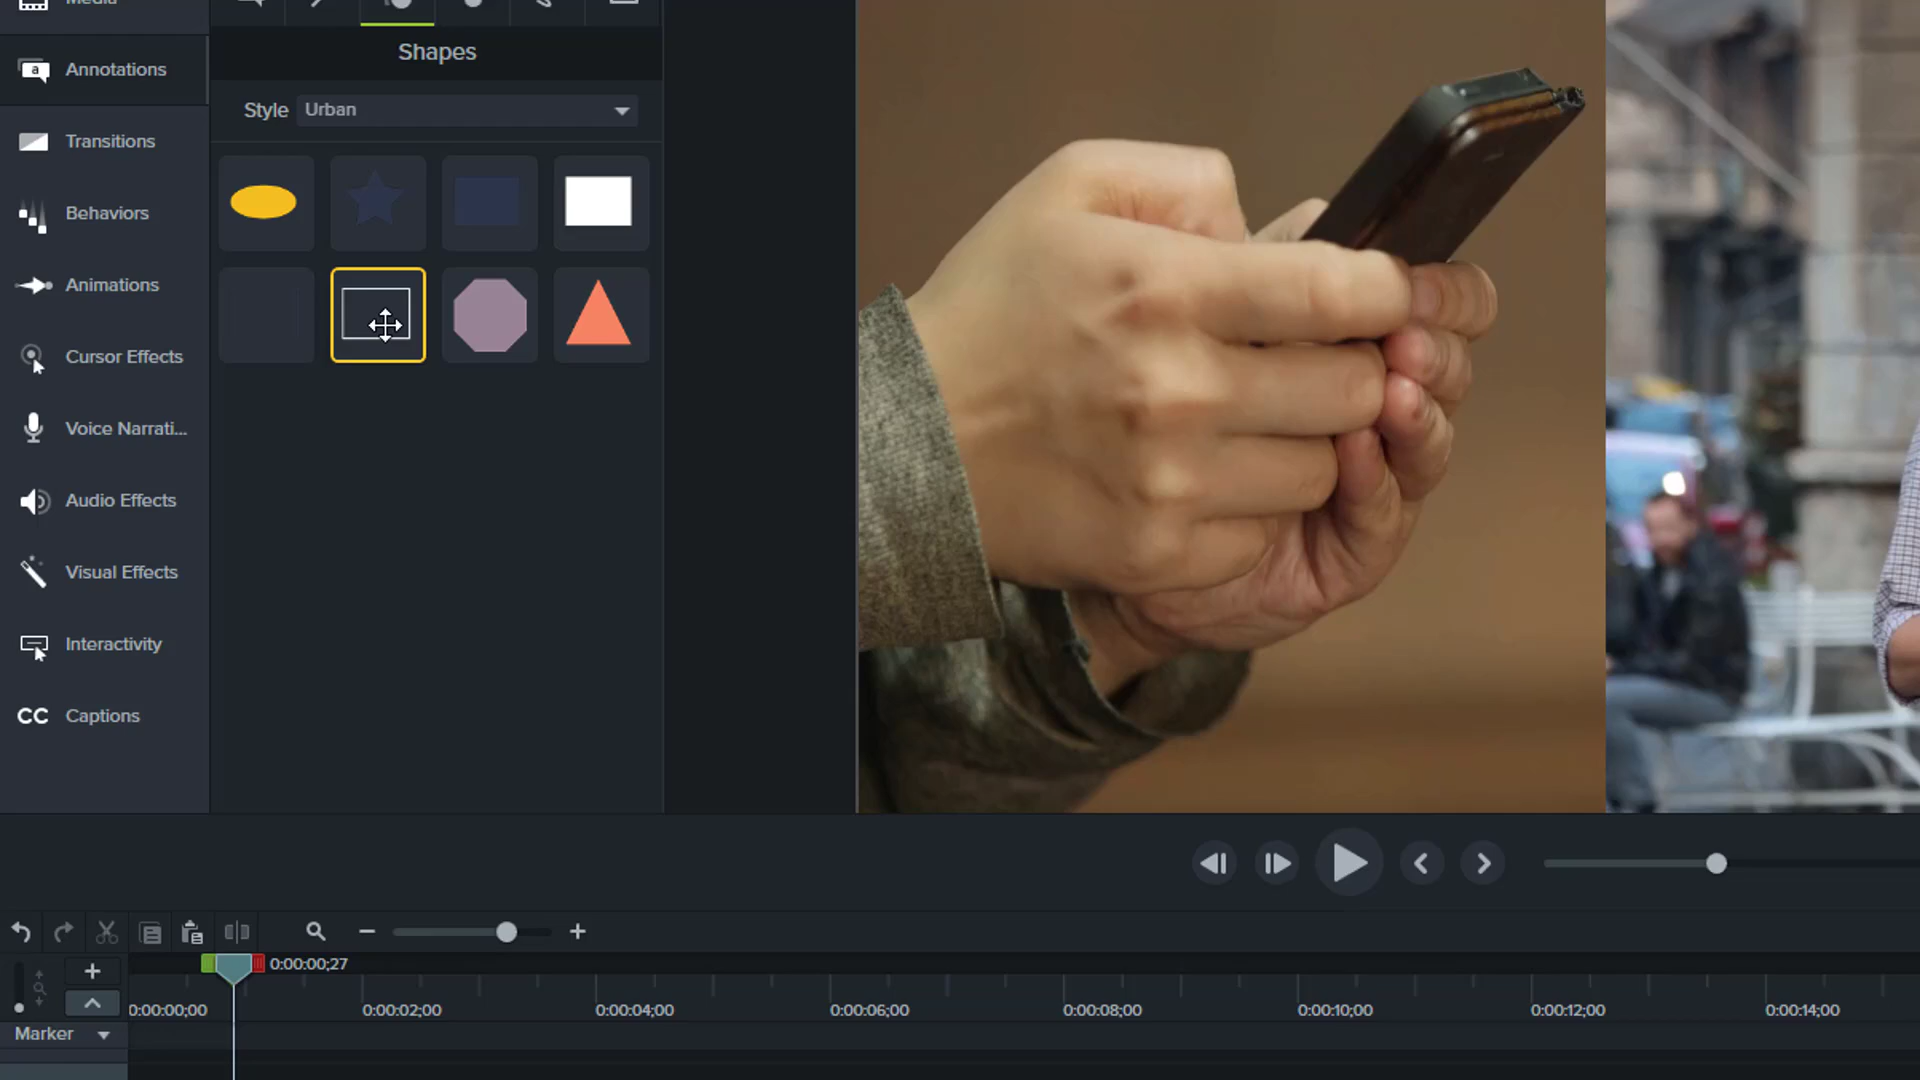 Media
Annotations
Transitions
Behaviors
Animations
Cursor Effects
Voice Narrati...
Audio Effects
Visual Effects
Interactivity
CC Captions
Shapes
Style Urban
0:00:00;27
0:00:00;00 0:00:02;00 0:00:04;00 0:00:06;00 0:00:08;00 0:00:10;00 0:00:12;00 0:00:14;00
Marker